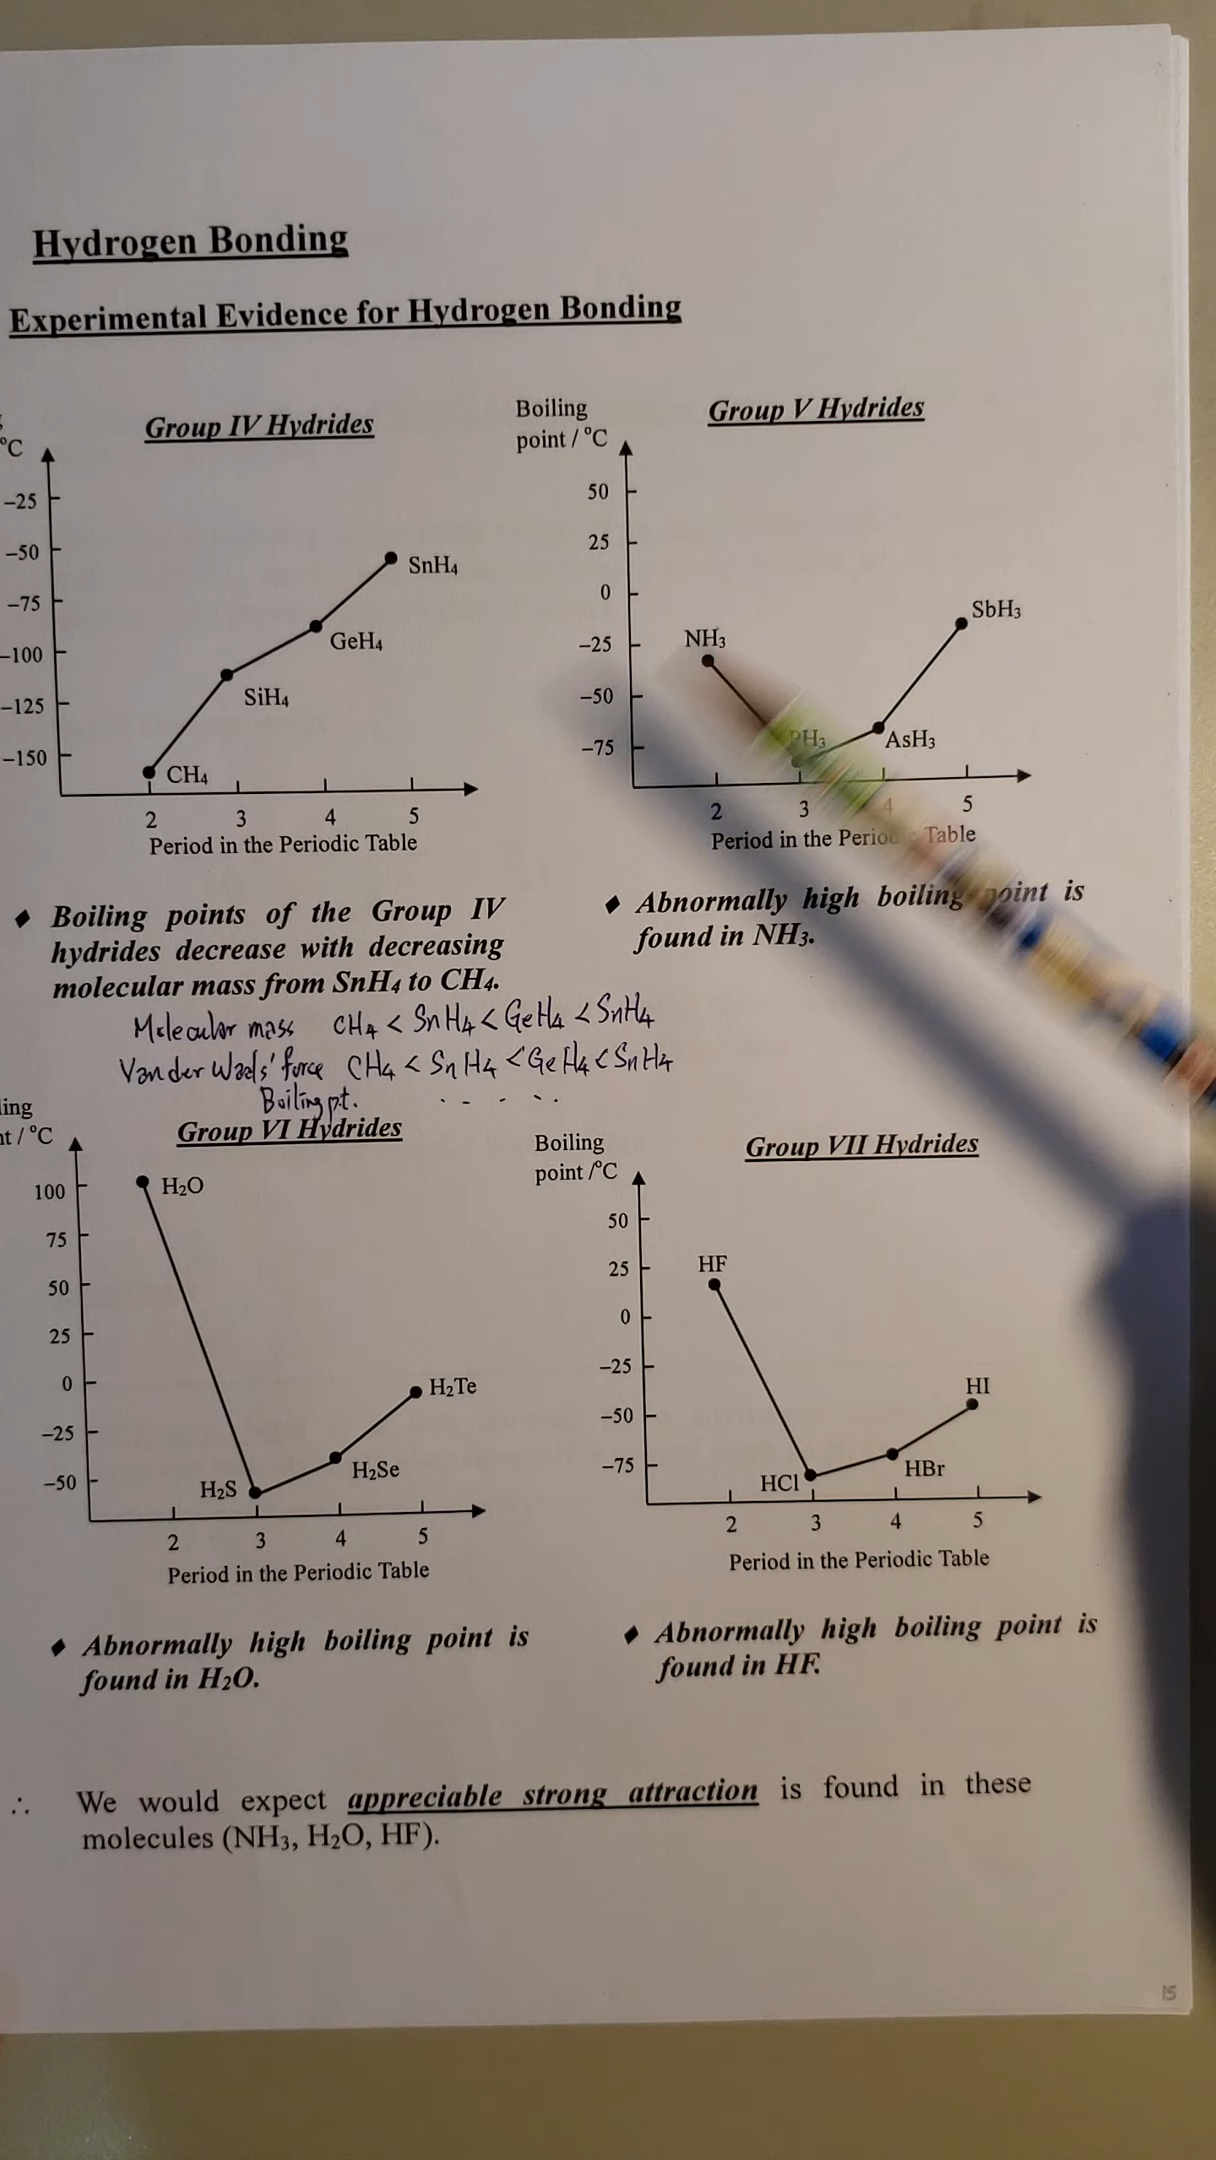 Hydrogen Bonding
Experimental Evidence for Hydrogen Bonding
Group IV Hydrides
°C
–25
–50
–75
–100
–125
–150
SnH4
GeH4
SiH4
CH4
2 3 4 5
Period in the Periodic Table
Boiling
point / °C
Group V Hydrides
50
25
0
–25
–50
–75
NH3
SbH3
PH3
AsH3
2 3 4 5
Period in the Period Table
♦ Boiling points of the Group IV
hydrides decrease with decreasing
molecular mass from SnH4 to CH4.
♦ Abnormally high boiling point is
found in NH3.
Molecular mass CH4 < SnH4 < GeH4 < SnH4
Van der Waals' force CH4 < SnH4 < GeH4 < SnH4
Boiling pt. . - . . .
ing
nt / °C
Group VI Hydrides
100
75
50
25
0
–25
–50
H2O
H2Te
H2Se
H2S
2 3 4 5
Period in the Periodic Table
Boiling
point /°C
Group VII Hydrides
50
25
0
–25
–50
–75
HF
HI
HBr
HCl
2 3 4 5
Period in the Periodic Table
♦ Abnormally high boiling point is
found in H2O.
♦ Abnormally high boiling point is
found in HF.
∴ We would expect appreciable strong attraction is found in these
molecules (NH3, H2O, HF).
15